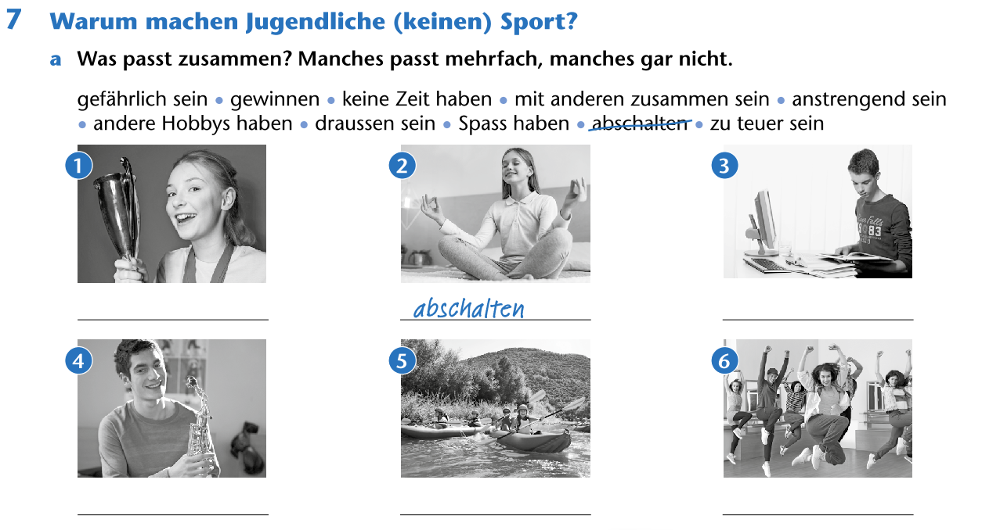 7 Warum machen Jugendliche (keinen) Sport?
a Was passt zusammen? Manches passt mehrfach, manches gar nicht.
gefährlich sein • gewinnen • keine Zeit haben • mit anderen zusammen sein • anstrengend sein
• andere Hobbys haben • draussen sein • Spass haben • abschalten • zu teuer sein
1
2
3
83
abschalten
4
5
6